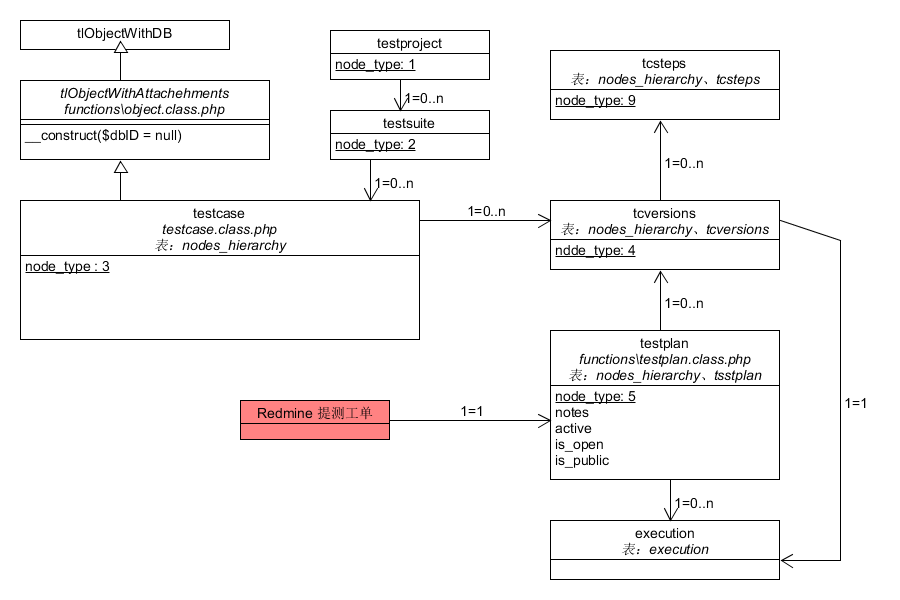 tlObjectWithDB
tlObjectWithAttachehments
functions\object.class.php
__construct($dbID = null)
testproject
node_type: 1
1=0..n
testsuite
node_type: 2
1=0..n
testcase
testcase.class.php
表：nodes_hierarchy
node_type : 3
1=0..n
tcsteps
表：nodes_hierarchy、tcsteps
node_type: 9
1=0..n
tcversions
表：nodes_hierarchy、tcversions
ndde_type: 4
1=0..n
testplan
functions\testplan.class.php
表：nodes_hierarchy、tsstplan
node_type: 5
notes
active
is_open
is_public
Redmine 提测工单
1=1
1=1
1=0..n
execution
表：execution